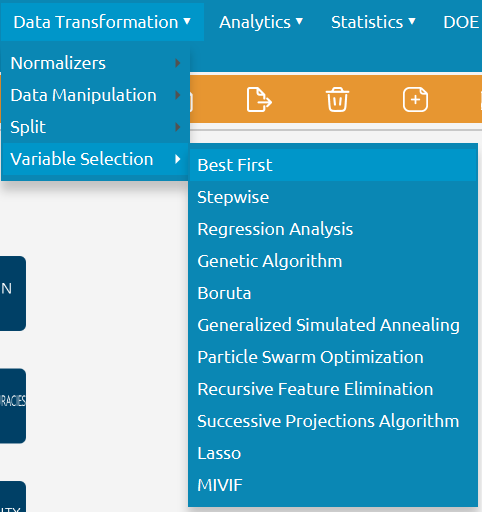 Data Transformation Analytics Statistics DOE
Normalizers
Data Manipulation
Split
Variable Selection
Best First
Stepwise
Regression Analysis
Genetic Algorithm
Boruta
Generalized Simulated Annealing
Particle Swarm Optimization
Recursive Feature Elimination
Successive Projections Algorithm
Lasso
MIVIF
N
RACIES
ITY